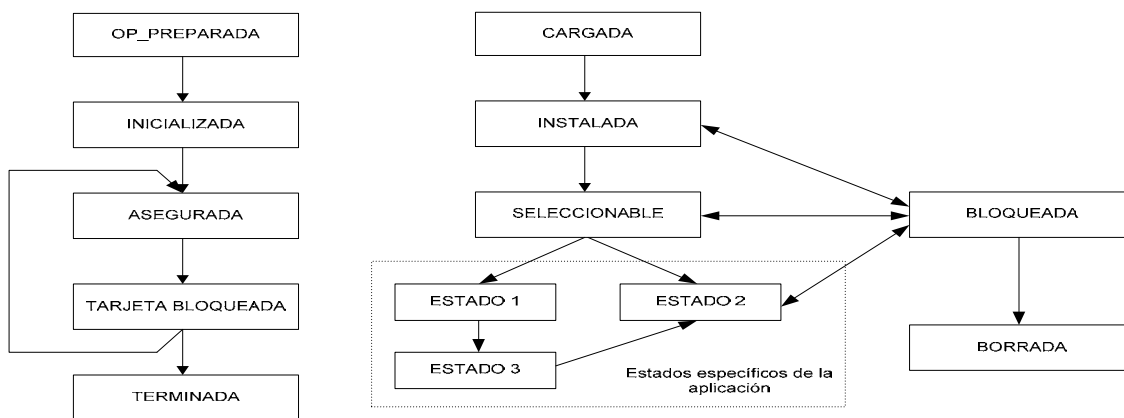 OP_PREPARADA
INICIALIZADA
ASEGURADA
TARJETA BLOQUEADA
TERMINADA
CARGADA
INSTALADA
SELECCIONABLE
ESTADO 1
ESTADO 2
ESTADO 3
Estados específicos de la
aplicación
BLOQUEADA
BORRADA